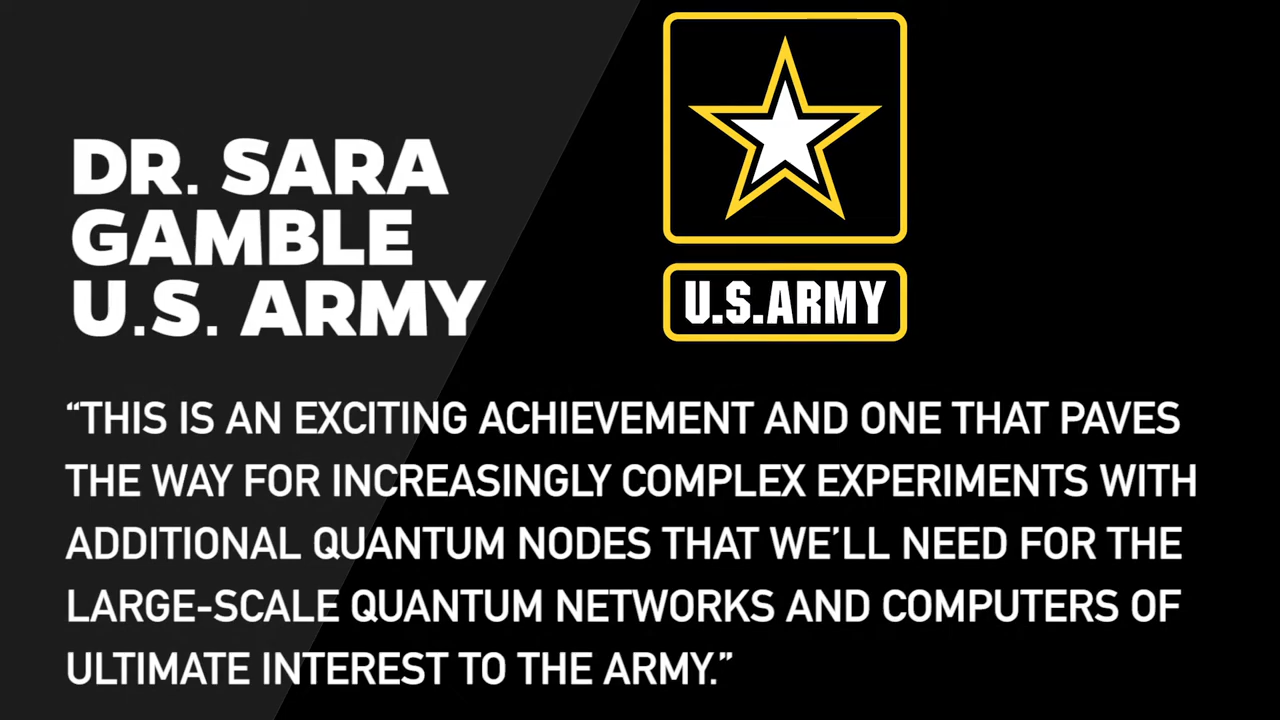 DR. SARA
GAMBLE
U.S. ARMY
U.S.ARMY
“THIS IS AN EXCITING ACHIEVEMENT AND ONE THAT PAVES
THE WAY FOR INCREASINGLY COMPLEX EXPERIMENTS WITH
ADDITIONAL QUANTUM NODES THAT WE’LL NEED FOR THE
LARGE-SCALE QUANTUM NETWORKS AND COMPUTERS OF
ULTIMATE INTEREST TO THE ARMY.”